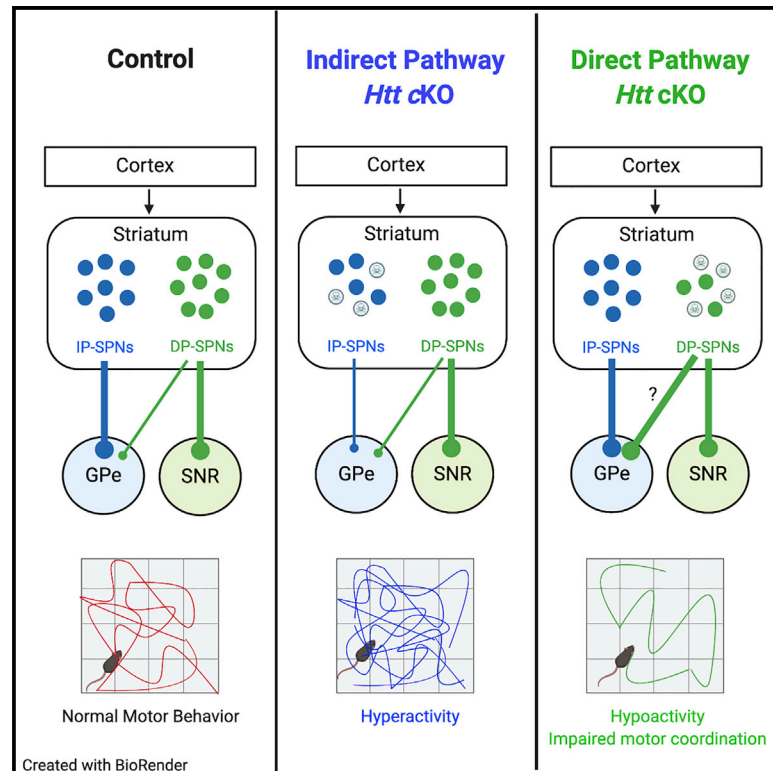 Control
Indirect Pathway
Htt cKO
Direct Pathway
Htt cKO
Cortex
Striatum
IP-SPNs DP-SPNs
GPe SNR
Normal Motor Behavior
Cortex
Striatum
IP-SPNs DP-SPNs
GPe SNR
Hyperactivity
Cortex
Striatum
IP-SPNs DP-SPNs
?
GPe SNR
Hypoactivity
Impaired motor coordination
Created with BioRender